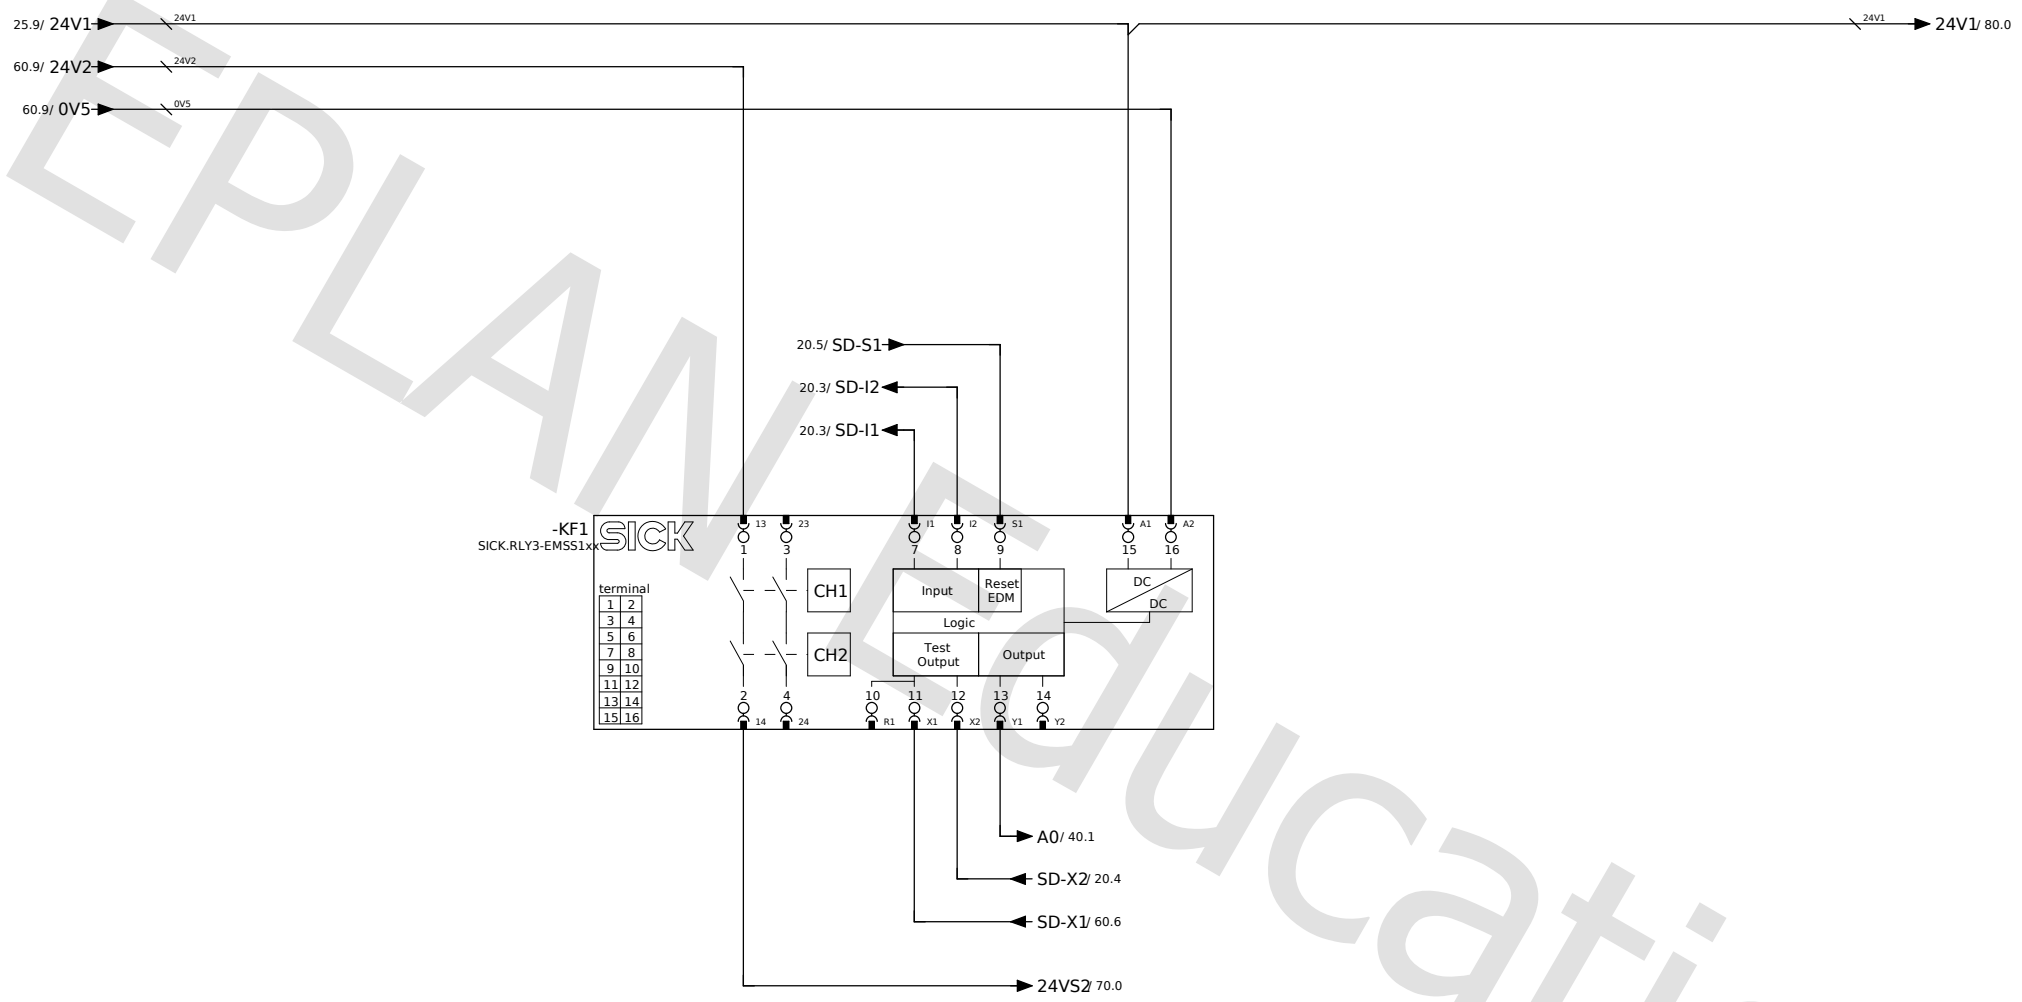 25.9/ 24V1
24V1
24V1
24V1/ 80.0
60.9/ 24V2
24V2
60.9/ 0V5
0V5
20.5/ SD-S1
20.3/ SD-I2
20.3/ SD-I1
-KF1
SICK.RLY3-EMSS1xx
SICK
13 23 I1 I2 S1 A1 A2
1 3 7 8 9 15 16
terminal
1 2
3 4
5 6
7 8
9 10
11 12
13 14
15 16
CH1
CH2
Input
Reset
EDM
Logic
Test
Output
Output
DC
DC
2 4 10 11 12 13 14
14 24 R1 X1 X2 Y1 Y2
A0/ 40.1
SD-X2/ 20.4
SD-X1/ 60.6
24VS2/ 70.0
EPLAN Educati